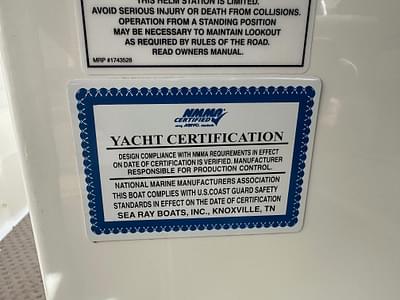 THIS HELM STATION IS LIMITED.
AVOID SERIOUS INJURY OR DEATH FROM COLLISIONS.
OPERATION FROM A STANDING POSITION
MAY BE NECESSARY TO MAINTAIN LOOKOUT
AS REQUIRED BY RULES OF THE ROAD.
READ OWNERS MANUAL.
MRP #1743528
NMMA
CERTIFIED
YACHT CERTIFICATION
DESIGN COMPLIANCE WITH NMMA REQUIREMENTS IN EFFECT
ON DATE OF CERTIFICATION IS VERIFIED. MANUFACTURER
RESPONSIBLE FOR PRODUCTION CONTROL.
NATIONAL MARINE MANUFACTURERS ASSOCIATION
THIS BOAT COMPLIES WITH U.S.COAST GUARD SAFETY
STANDARDS IN EFFECT ON THE DATE OF CERTIFICATION
SEA RAY BOATS, INC., KNOXVILLE, TN